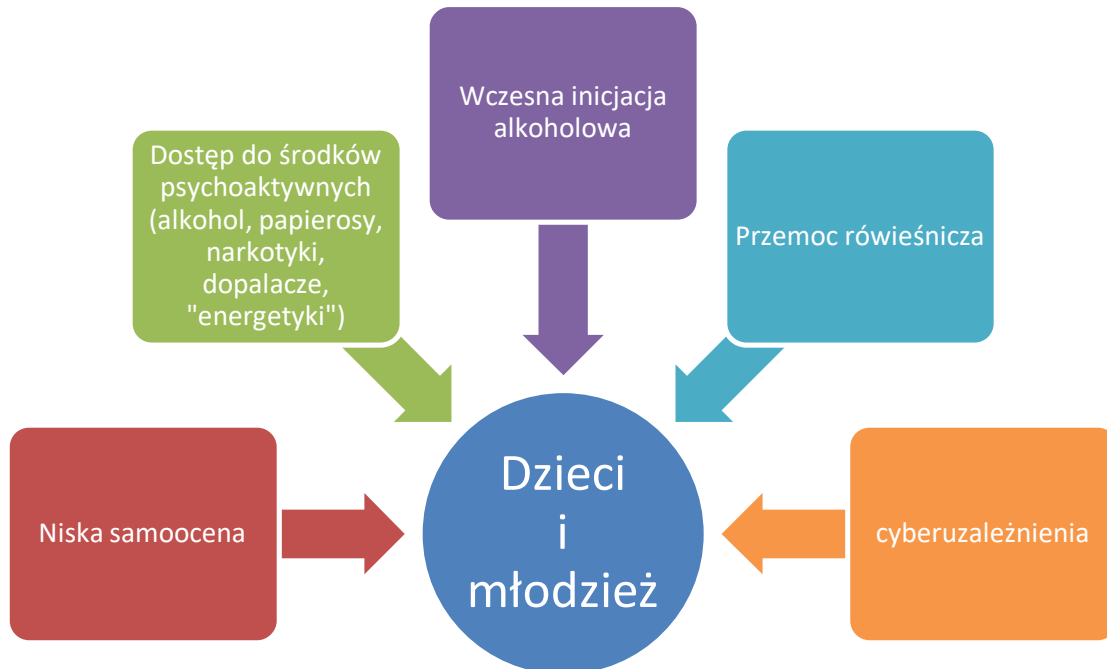 Wczesna inicjacja
alkoholowa
Dostęp do środków
psychoaktywnych
(alkohol, papierosy,
narkotyki,
dopalacze,
"energetyki")
Przemoc rówieśnicza
Niska samoocena
Dzieci
i
młodzież
cyberuzależnienia